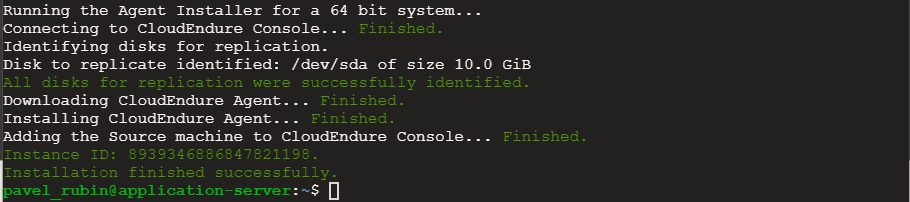 Running the Agent Installer for a 64 bit system...
Connecting to CloudEndure Console... Finished.
Identifying disks for replication.
Disk to replicate identified: /dev/sda of size 10.0 GiB
All disks for replication were successfully identified.
Downloading CloudEndure Agent... Finished.
Installing CloudEndure Agent... Finished.
Adding the Source machine to CloudEndure Console... Finished.
Instance ID: 8939346886847821198.
Installation finished successfully.
pavel_rubin@application-server:~$